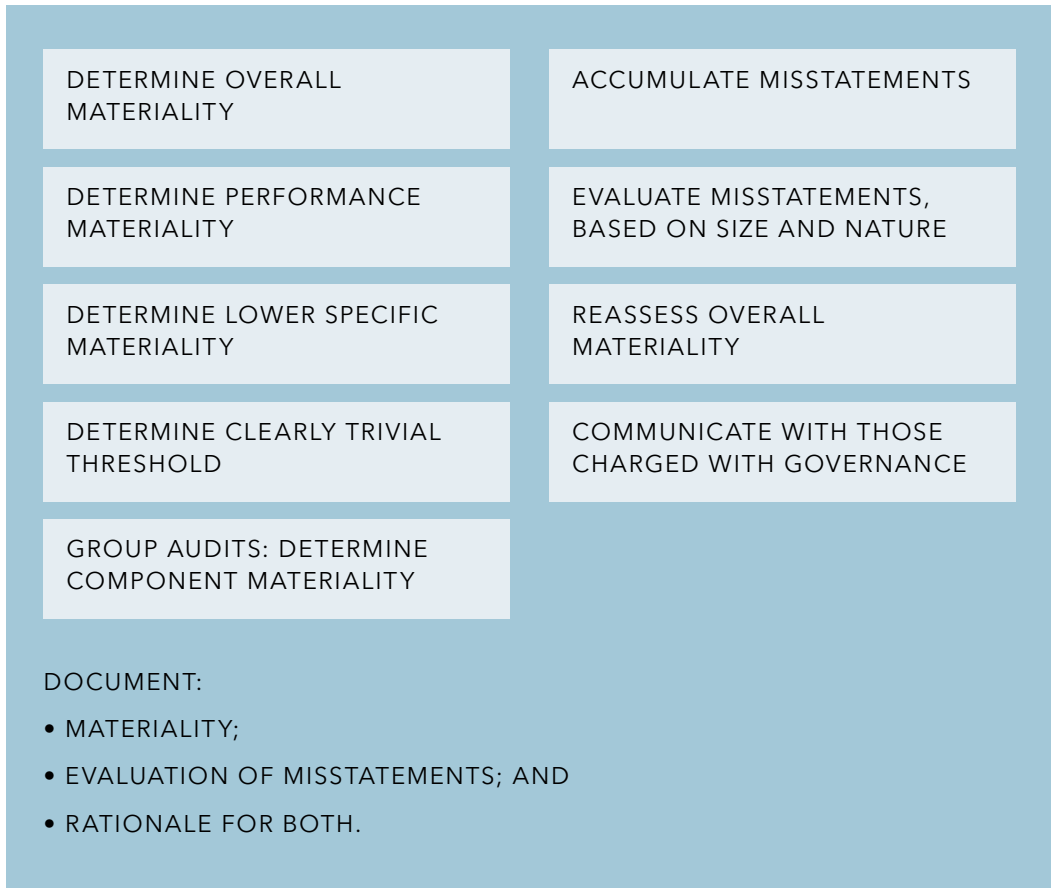 DETERMINE OVERALL
MATERIALITY
DETERMINE PERFORMANCE
MATERIALITY
DETERMINE LOWER SPECIFIC
MATERIALITY
DETERMINE CLEARLY TRIVIAL
THRESHOLD
GROUP AUDITS: DETERMINE
COMPONENT MATERIALITY
ACCUMULATE MISSTATEMENTS
EVALUATE MISSTATEMENTS,
BASED ON SIZE AND NATURE
REASSESS OVERALL
MATERIALITY
COMMUNICATE WITH THOSE
CHARGED WITH GOVERNANCE
DOCUMENT:
• MATERIALITY;
• EVALUATION OF MISSTATEMENTS; AND
• RATIONALE FOR BOTH.